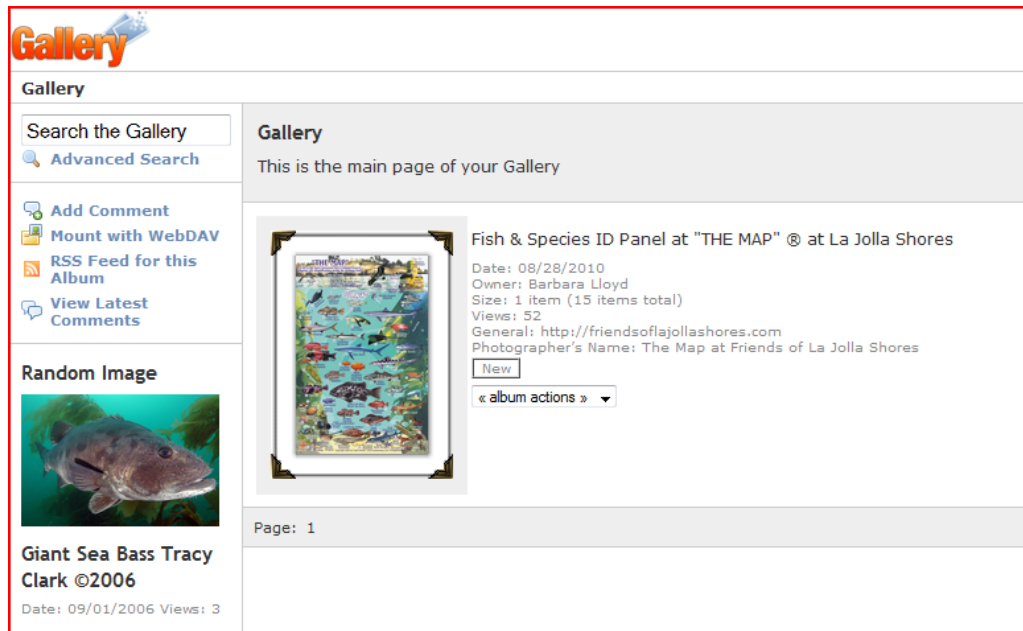 Gallery
Gallery
Search the Gallery
Advanced Search
Add Comment
Mount with WebDAV
RSS Feed for this
Album
View Latest
Comments
Random Image
Giant Sea Bass Tracy
Clark ©2006
Date: 09/01/2006 Views: 3
Gallery
This is the main page of your Gallery
"THE MAP"
Fish & Species ID Panel at "THE MAP" ® at La Jolla Shores
Date: 08/28/2010
Owner: Barbara Lloyd
Size: 1 item (15 items total)
Views: 52
General: http://friendsoflajollashores.com
Photographer's Name: The Map at Friends of La Jolla Shores
New
« album actions »
Page: 1